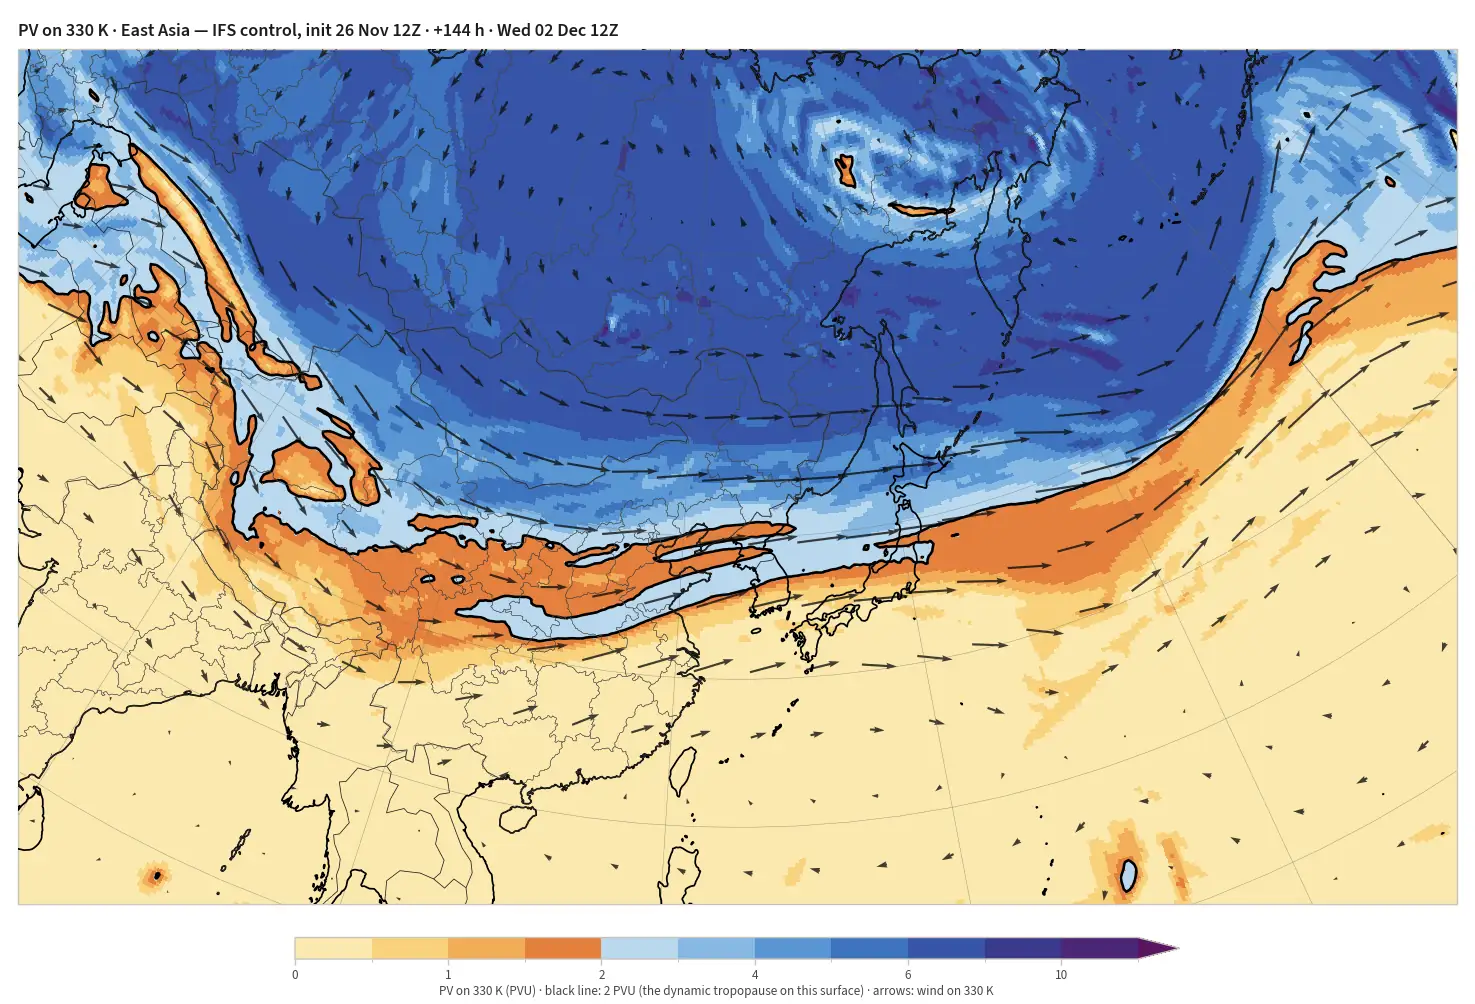 PV on 330 K · East Asia — IFS control, init 26 Nov 12Z · +144 h · Wed 02 Dec 12Z
0 1 2 4 6 10
PV on 330 K (PVU) · black line: 2 PVU (the dynamic tropopause on this surface) · arrows: wind on 330 K